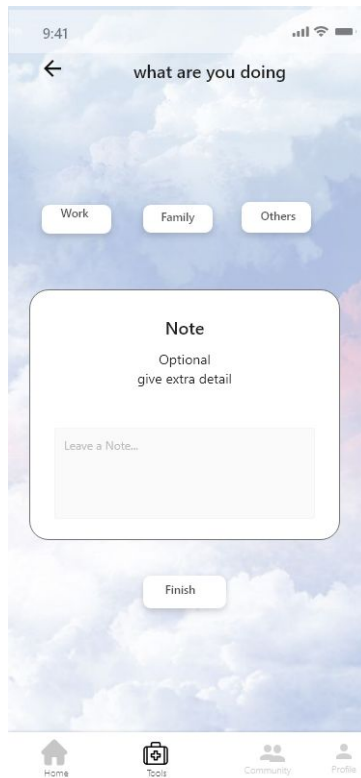 9:41
what are you doing
Work Family Others
Note
Optional
give extra detail
Leave a Note...
Finish
Home Tools Community Profile